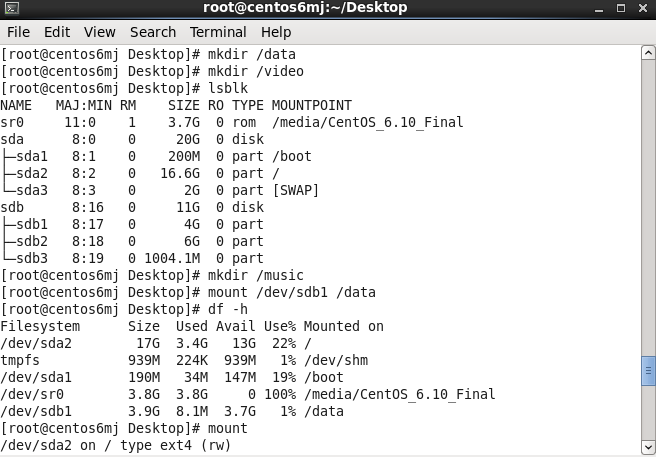 root@centos6mj:~/Desktop
File Edit View Search Terminal Help
[root@centos6mj Desktop]# mkdir /data
[root@centos6mj Desktop]# mkdir /video
[root@centos6mj Desktop]# lsblk
NAME   MAJ:MIN RM    SIZE RO TYPE MOUNTPOINT
sr0     11:0    1    3.7G  0 rom  /media/CentOS_6.10_Final
sda      8:0    0     20G  0 disk
├─sda1   8:1    0    200M  0 part /boot
├─sda2   8:2    0   16.6G  0 part /
└─sda3   8:3    0      2G  0 part [SWAP]
sdb      8:16   0     11G  0 disk
├─sdb1   8:17   0      4G  0 part
├─sdb2   8:18   0      6G  0 part
└─sdb3   8:19   0 1004.1M  0 part
[root@centos6mj Desktop]# mkdir /music
[root@centos6mj Desktop]# mount /dev/sdb1 /data
[root@centos6mj Desktop]# df -h
Filesystem      Size  Used Avail Use% Mounted on
/dev/sda2        17G  3.4G   13G  22% /
tmpfs           939M  224K  939M   1% /dev/shm
/dev/sda1       190M   34M  147M  19% /boot
/dev/sr0        3.8G  3.8G     0 100% /media/CentOS_6.10_Final
/dev/sdb1       3.9G  8.1M  3.7G   1% /data
[root@centos6mj Desktop]# mount
/dev/sda2 on / type ext4 (rw)